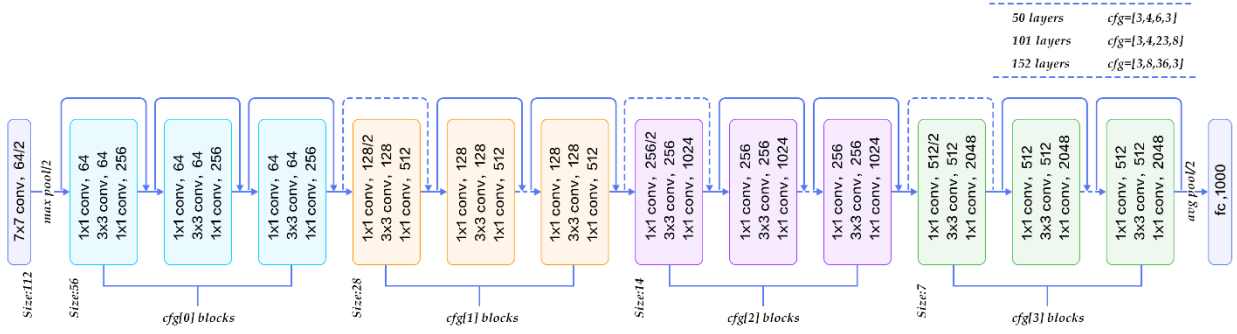 50 layers cfg=[3,4,6,3]
101 layers cfg=[3,4,23,8]
152 layers cfg=[3,8,36,3]
7x7 conv, 64/2
max pool/2
1x1 conv, 64
3x3 conv, 64
1x1 conv, 256
1x1 conv, 64
3x3 conv, 64
1x1 conv, 256
1x1 conv, 64
3x3 conv, 64
1x1 conv, 256
1x1 conv, 128/2
3x3 conv, 128
1x1 conv, 512
1x1 conv, 128
3x3 conv, 128
1x1 conv, 512
1x1 conv, 128
3x3 conv, 128
1x1 conv, 512
1x1 conv, 256/2
3x3 conv, 256
1x1 conv, 1024
1x1 conv, 256
3x3 conv, 256
1x1 conv, 1024
1x1 conv, 256
3x3 conv, 256
1x1 conv, 1024
1x1 conv, 512/2
3x3 conv, 512
1x1 conv, 2048
1x1 conv, 512
3x3 conv, 512
1x1 conv, 2048
1x1 conv, 512
3x3 conv, 512
1x1 conv, 2048
avg pool/2
fc ,1000
Size:112
Size:56
cfg[0] blocks
Size:28
cfg[1] blocks
Size:14
cfg[2] blocks
Size:7
cfg[3] blocks